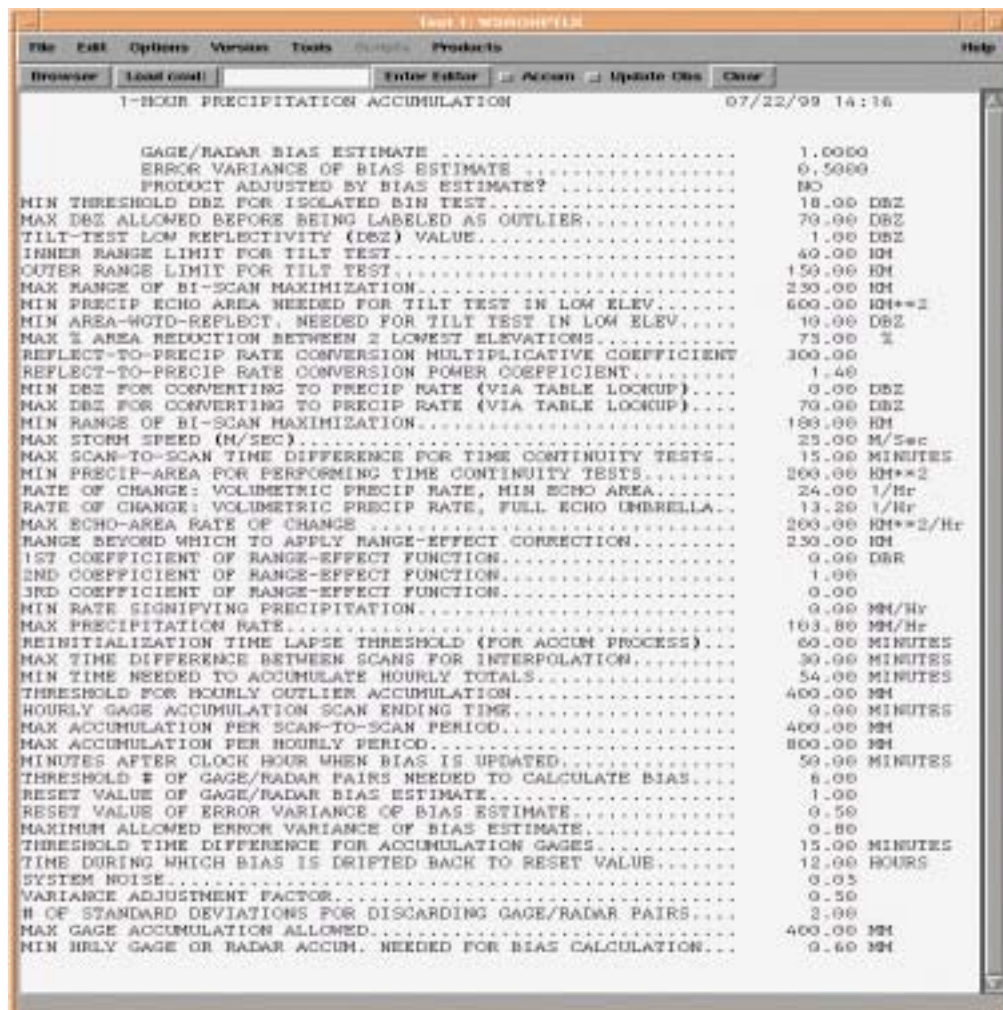 Text 1: WSROHPTLX
File Edit Options Version Tools Scripts Products Help
Browser Load cmd: Enter Editor Accum Update Obs Clear
1-HOUR PRECIPITATION ACCUMULATION 07/22/99 14:16
GAGE/RADAR BIAS ESTIMATE ......................... 1.0000
ERROR VARIANCE OF BIAS ESTIMATE .................. 0.5000
PRODUCT ADJUSTED BY BIAS ESTIMATE? ............... NO
MIN THRESHOLD DBZ FOR ISOLATED BIN TEST..................... 18.00 DBZ
MAX DBZ ALLOWED BEFORE BEING LABELED AS OUTLIER............. 70.00 DBZ
TILT-TEST LOW REFLECTIVITY (DBZ) VALUE...................... 1.00 DBZ
INNER RANGE LIMIT FOR TILT TEST............................. 40.00 KM
OUTER RANGE LIMIT FOR TILT TEST............................. 150.00 KM
MAX RANGE OF BI-SCAN MAXIMIZATION........................... 230.00 KM
MIN PRECIP ECHO AREA NEEDED FOR TILT TEST IN LOW ELEV....... 600.00 KM**2
MIN AREA-WGTD-REFLECT. NEEDED FOR TILT TEST IN LOW ELEV..... 10.00 DBZ
MAX % AREA REDUCTION BETWEEN 2 LOWEST ELEVATIONS............ 75.00 %
REFLECT-TO-PRECIP RATE CONVERSION MULTIPLICATIVE COEFFICIENT 300.00
REFLECT-TO-PRECIP RATE CONVERSION POWER COEFFICIENT......... 1.40
MIN DBZ FOR CONVERTING TO PRECIP RATE (VIA TABLE LOOKUP).... 0.00 DBZ
MAX DBZ FOR CONVERTING TO PRECIP RATE (VIA TABLE LOOKUP).... 70.00 DBZ
MIN RANGE OF BI-SCAN MAXIMIZATION........................... 180.00 KM
MAX STORM SPEED (M/SEC)..................................... 25.00 M/Sec
MAX SCAN-TO-SCAN TIME DIFFERENCE FOR TIME CONTINUITY TESTS.. 15.00 MINUTES
MIN PRECIP-AREA FOR PERFORMING TIME CONTINUITY TESTS........ 200.00 KM**2
RATE OF CHANGE: VOLUMETRIC PRECIP RATE, MIN ECHO AREA....... 24.00 1/Hr
RATE OF CHANGE: VOLUMETRIC PRECIP RATE, FULL ECHO UMBRELLA.. 13.20 1/Hr
MAX ECHO-AREA RATE OF CHANGE ............................... 200.00 KM**2/Hr
RANGE BEYOND WHICH TO APPLY RANGE-EFFECT CORRECTION......... 230.00 KM
1ST COEFFICIENT OF RANGE-EFFECT FUNCTION.................... 0.00 DBR
2ND COEFFICIENT OF RANGE-EFFECT FUNCTION.................... 1.00
3RD COEFFICIENT OF RANGE-EFFECT FUNCTION.................... 0.00
MIN RATE SIGNIFYING PRECIPITATION........................... 0.00 MM/Hr
MAX PRECIPITATION RATE...................................... 103.80 MM/Hr
REINITIALIZATION TIME LAPSE THRESHOLD (FOR ACCUM PROCESS)... 60.00 MINUTES
MAX TIME DIFFERENCE BETWEEN SCANS FOR INTERPOLATION......... 30.00 MINUTES
MIN TIME NEEDED TO ACCUMULATE HOURLY TOTALS................. 54.00 MINUTES
THRESHOLD FOR HOURLY OUTLIER ACCUMULATION................... 400.00 MM
HOURLY GAGE ACCUMULATION SCAN ENDING TIME................... 0.00 MINUTES
MAX ACCUMULATION PER SCAN-TO-SCAN PERIOD.................... 400.00 MM
MAX ACCUMULATION PER HOURLY PERIOD.......................... 800.00 MM
MINUTES AFTER CLOCK HOUR WHEN BIAS IS UPDATED............... 50.00 MINUTES
THRESHOLD # OF GAGE/RADAR PAIRS NEEDED TO CALCULATE BIAS.... 6.00
RESET VALUE OF GAGE/RADAR BIAS ESTIMATE..................... 1.00
RESET VALUE OF ERROR VARIANCE OF BIAS ESTIMATE.............. 0.50
MAXIMUM ALLOWED ERROR VARIANCE OF BIAS ESTIMATE............. 0.80
THRESHOLD TIME DIFFERENCE FOR ACCUMULATION GAGES............ 15.00 MINUTES
TIME DURING WHICH BIAS IS DRIFTED BACK TO RESET VALUE....... 12.00 HOURS
SYSTEM NOISE................................................ 0.05
VARIANCE ADJUSTMENT FACTOR.................................. 0.50
# OF STANDARD DEVIATIONS FOR DISCARDING GAGE/RADAR PAIRS.... 2.00
MAX GAGE ACCUMULATION ALLOWED............................... 400.00 MM
MIN HRLY GAGE OR RADAR ACCUM. NEEDED FOR BIAS CALCULATION... 0.60 MM